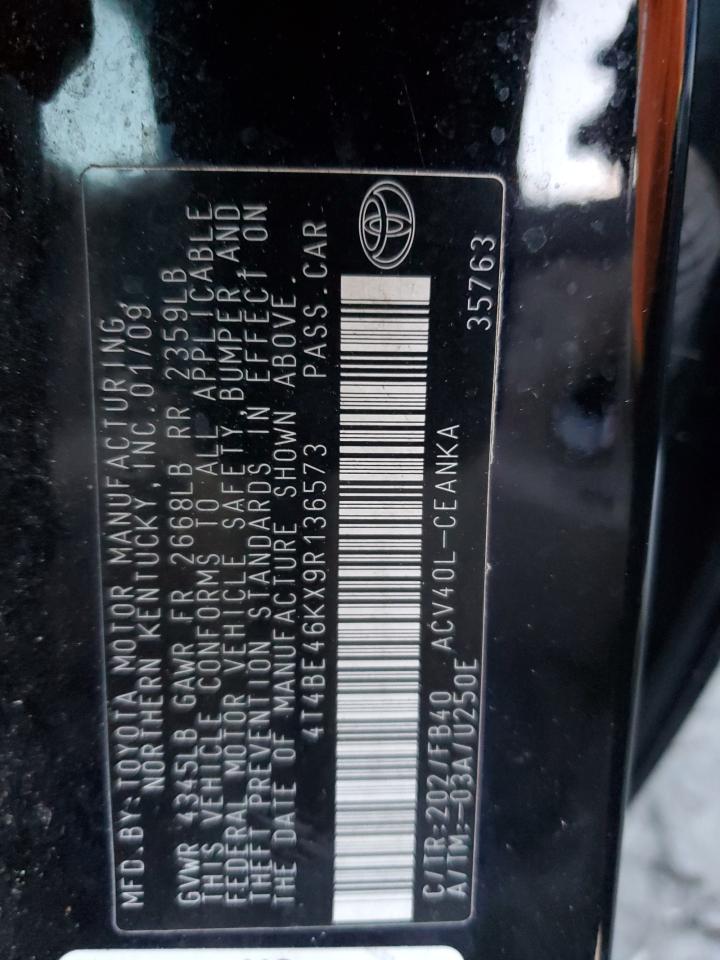 MFD. BY: TOYOTA MOTOR MANUFACTURING,
NORTHERN KENTUCKY, INC. 01/09
GVWR 4345LB GAWR FR 2668LB RR 2359LB
THIS VEHICLE CONFORMS TO ALL APPLICABLE
FEDERAL MOTOR VEHICLE SAFETY, BUMPER, AND
THEFT PREVENTION STANDARDS IN EFFECT ON
THE DATE OF MANUFACTURE SHOWN ABOVE.
4T4BE46KX9R136573 PASS. CAR
C/TR: 202/FB40 ACV40L-CEANKA
A/TM: -03A/U250E 35763